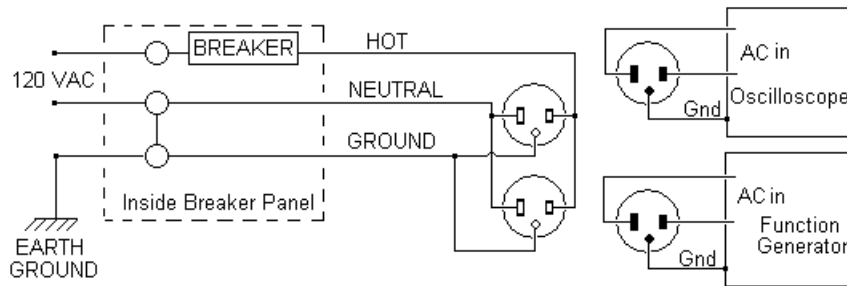 BREAKER
HOT
120 VAC
NEUTRAL
GROUND
Inside Breaker Panel
EARTH
GROUND
AC in
Oscilloscope
Gnd
AC in
Function
Generator
Gnd